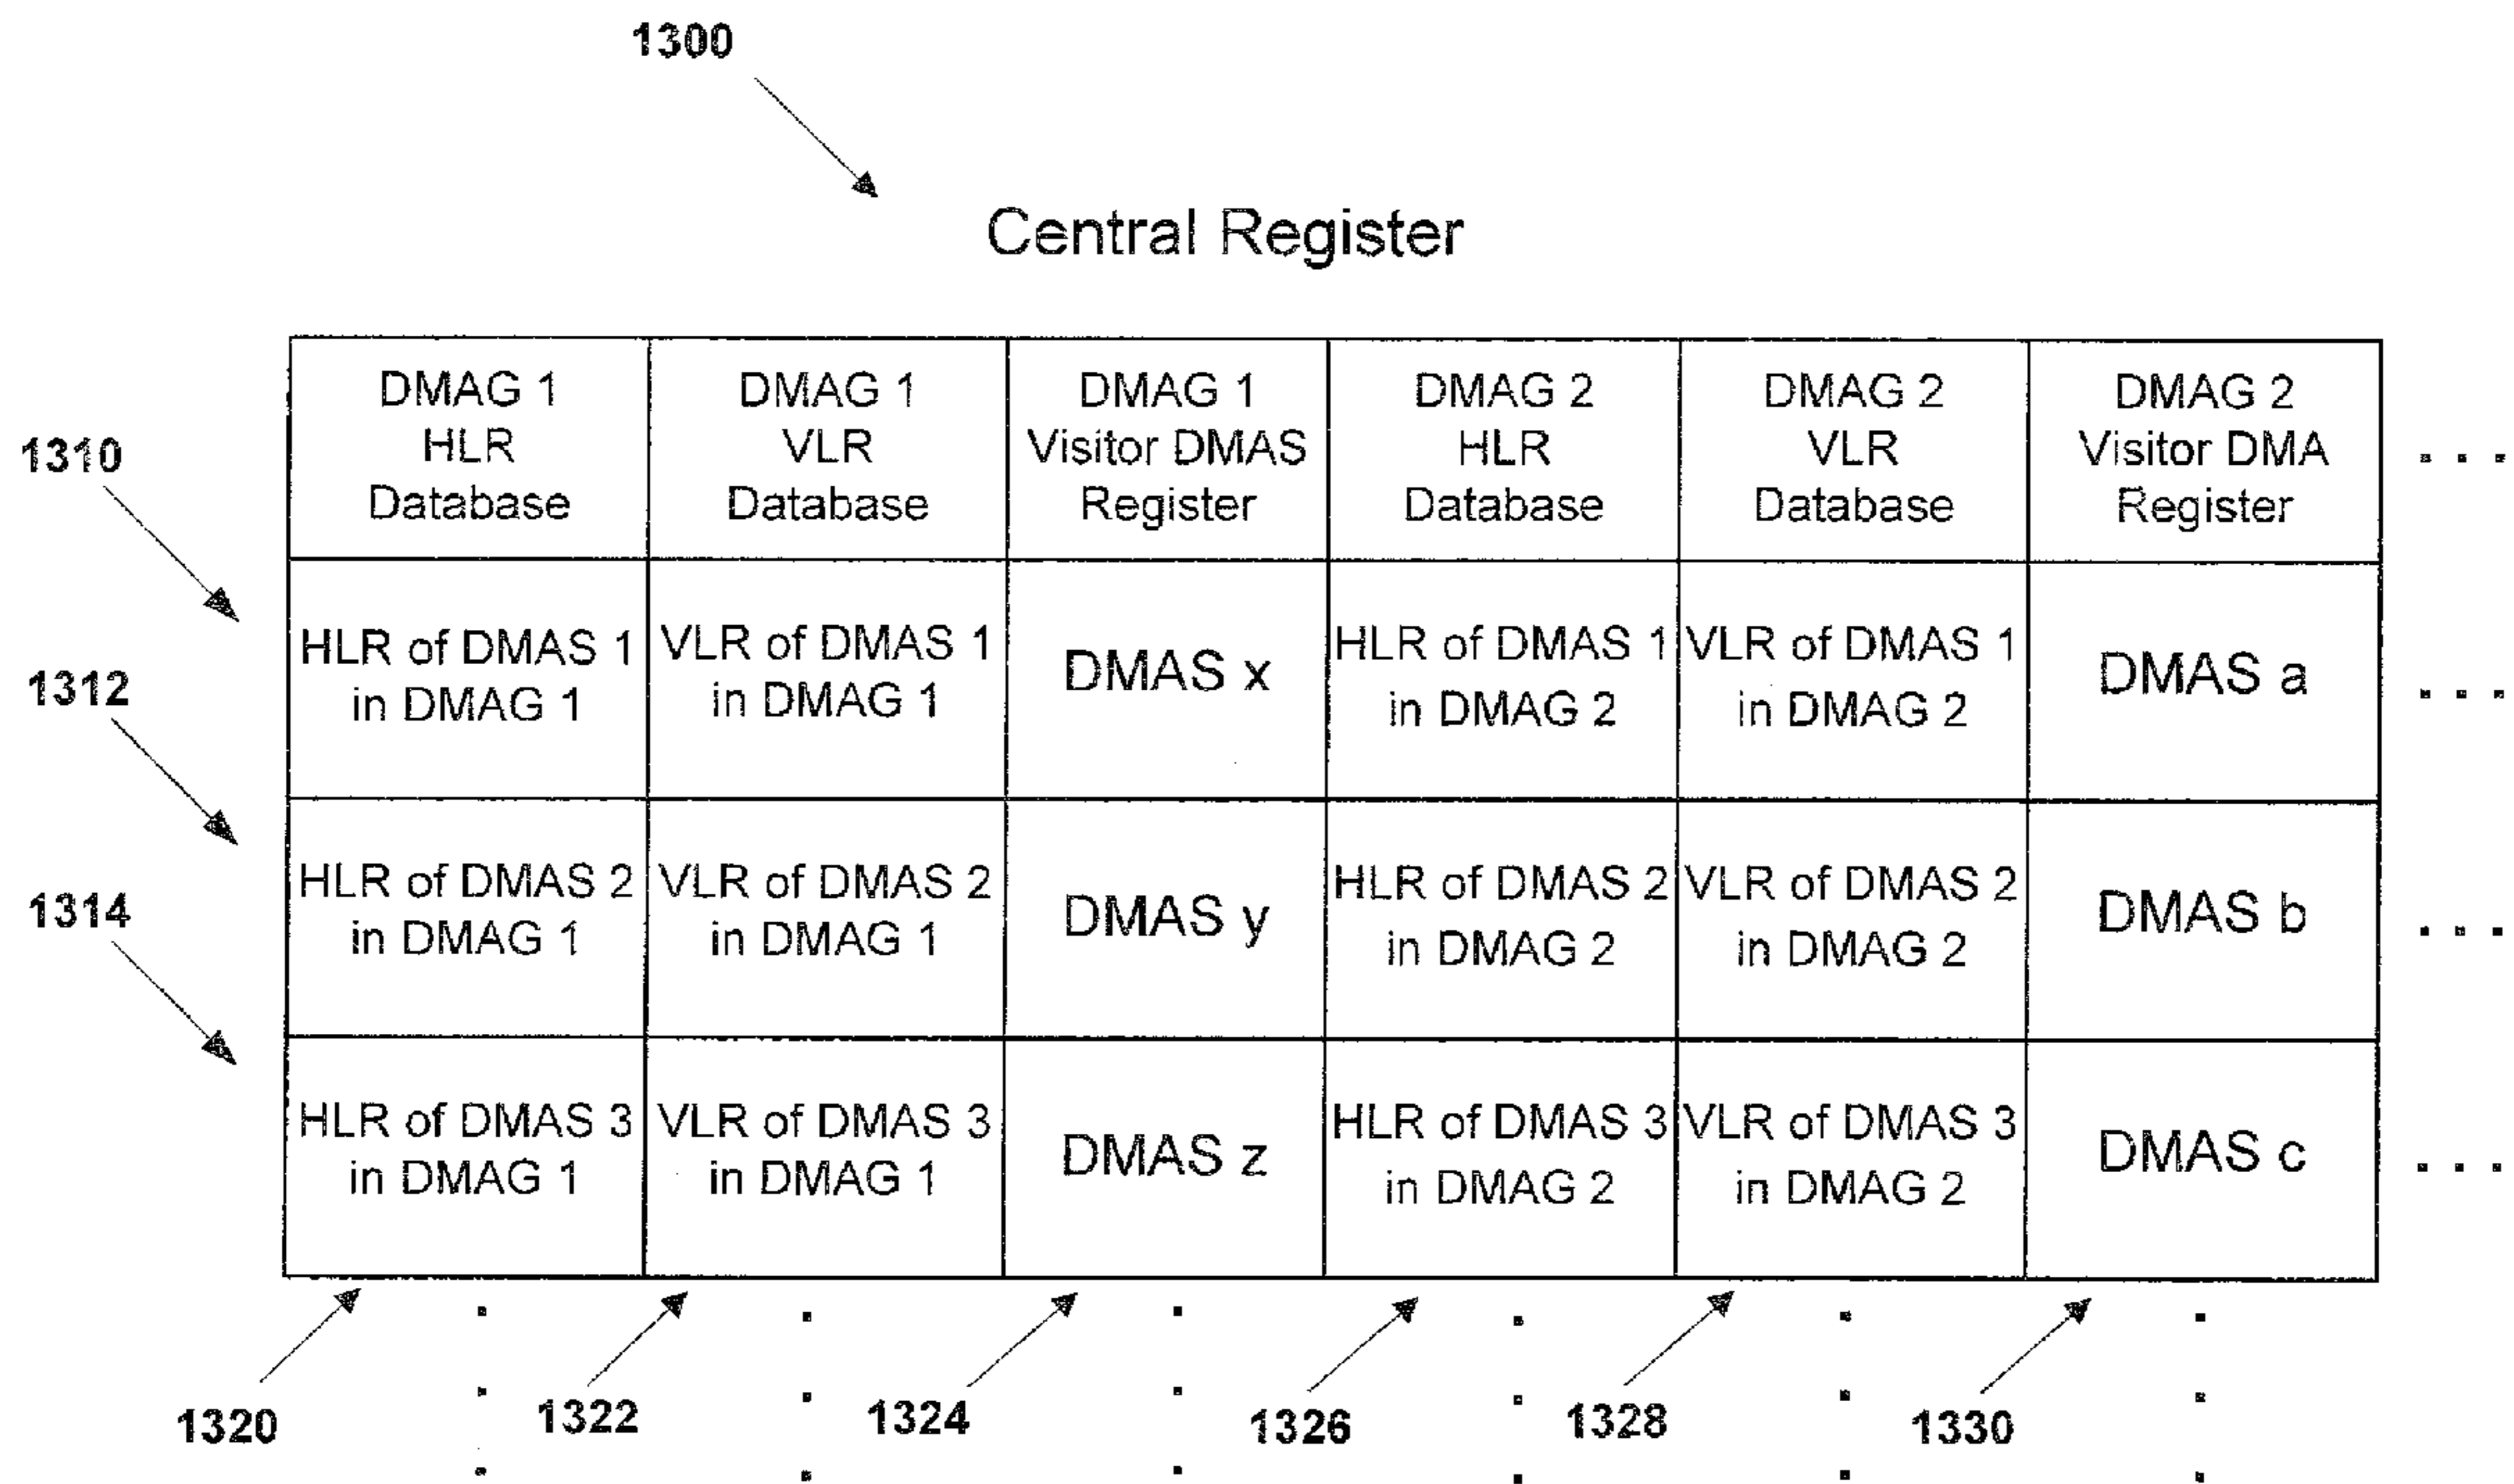 1300
Central Register
DMAG 1
HLR
Database
DMAG 1
VLR
Database
DMAG 1
Visitor DMAS
Register
DMAG 2
HLR
Database
DMAG 2
VLR
Database
DMAG 2
Visitor DMA
Register
. . .
1310
HLR of DMAS 1
in DMAG 1
VLR of DMAS 1
in DMAG 1
DMAS x
HLR of DMAS 1
in DMAG 2
VLR of DMAS 1
in DMAG 2
DMAS a
. . .
1312
HLR of DMAS 2
in DMAG 1
VLR of DMAS 2
in DMAG 1
DMAS y
HLR of DMAS 2
in DMAG 2
VLR of DMAS 2
in DMAG 2
DMAS b
. . .
1314
HLR of DMAS 3
in DMAG 1
VLR of DMAS 3
in DMAG 1
DMAS z
HLR of DMAS 3
in DMAG 2
VLR of DMAS 3
in DMAG 2
DMAS c
. . .
1320
1322
1324
1326
1328
1330